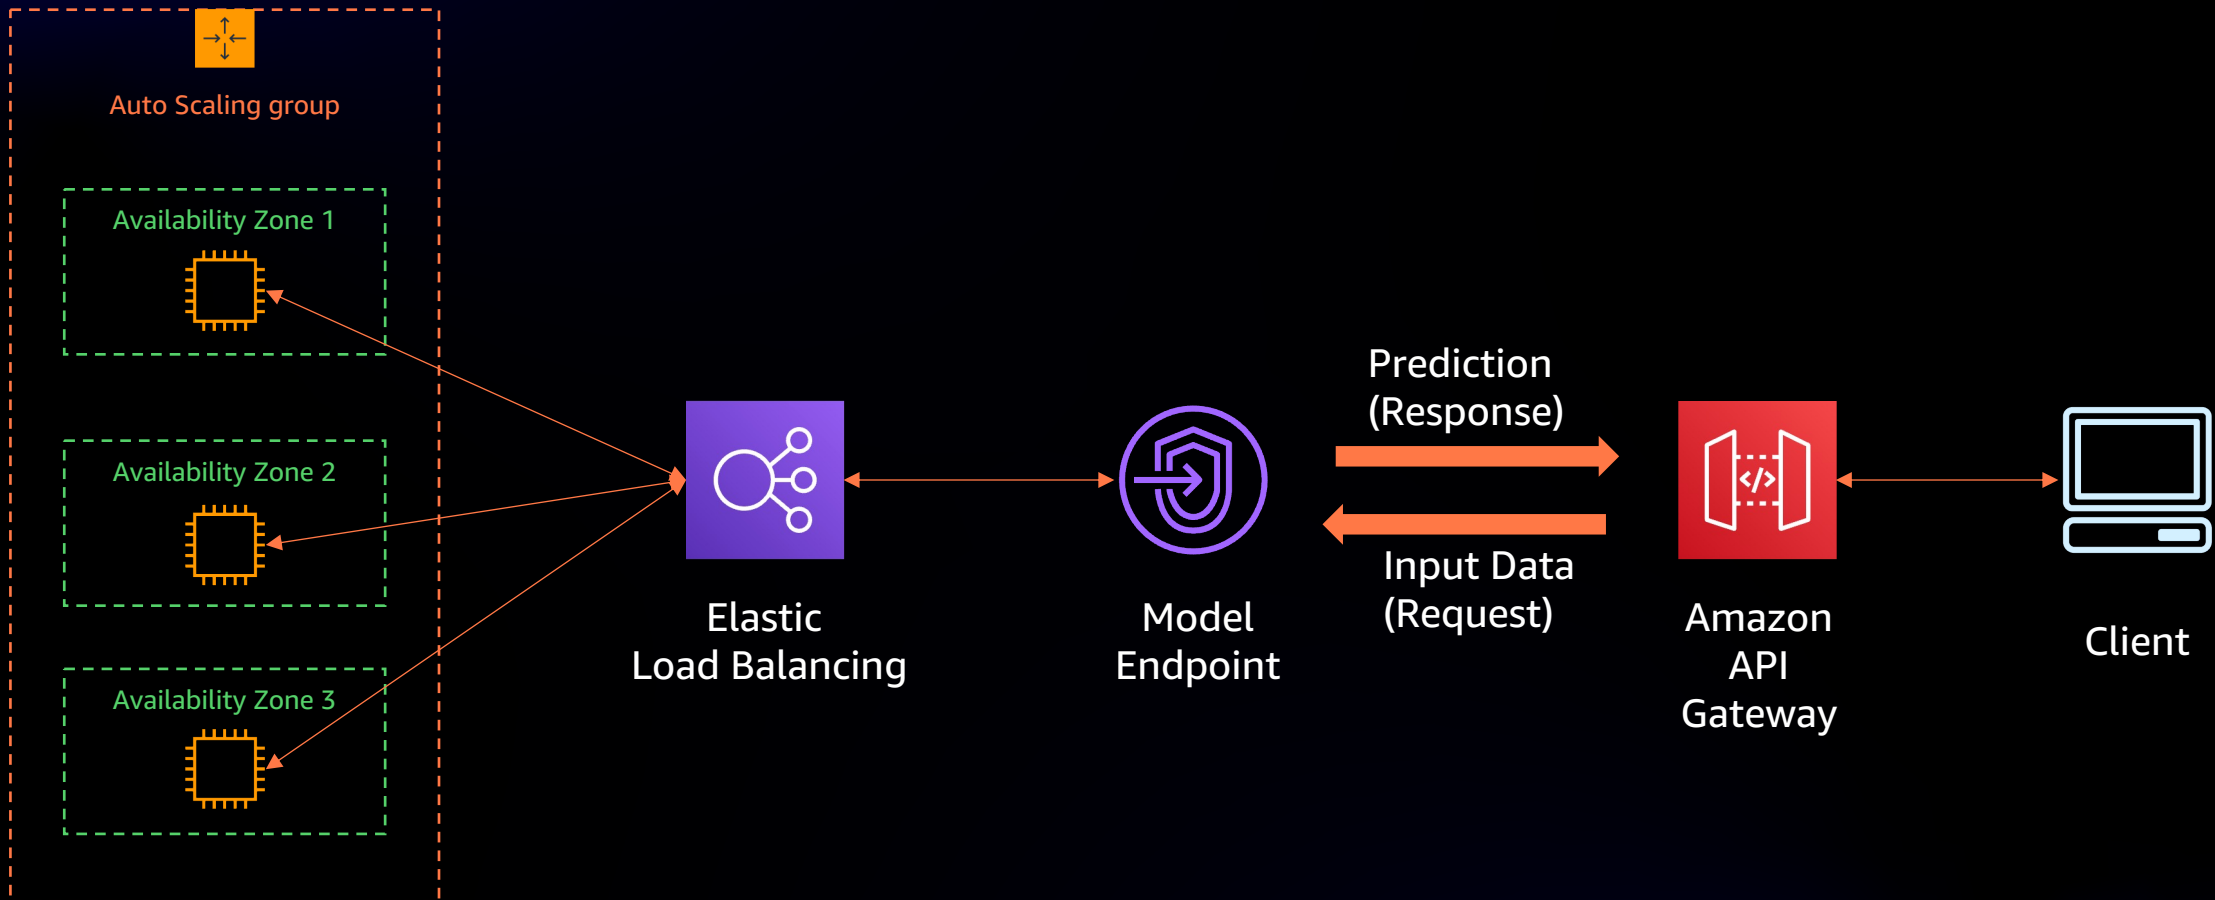 Auto Scaling group
Availability Zone 1
Availability Zone 2
Availability Zone 3
Elastic
Load Balancing
Model
Endpoint
Prediction
(Response)
Input Data
(Request)
</>
Amazon
API
Gateway
Client